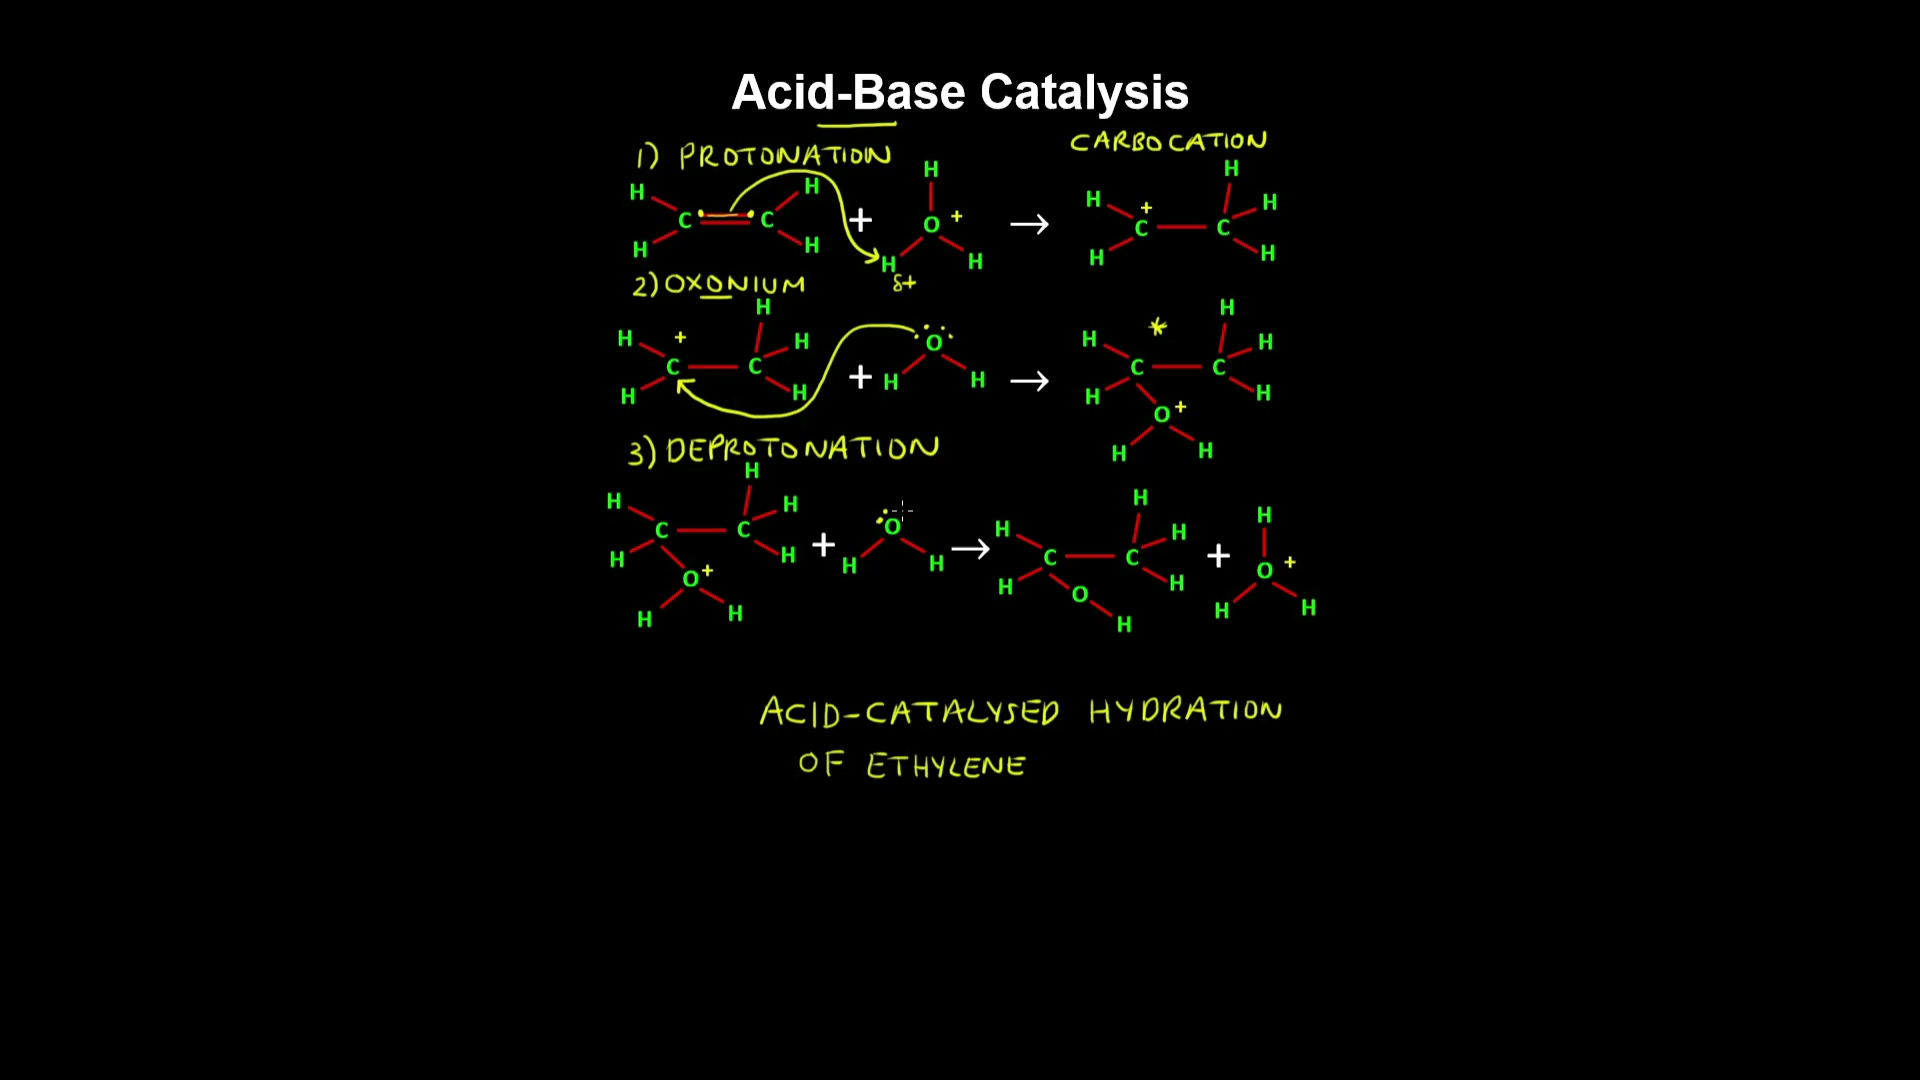 Acid-Base Catalysis
1) PROTONATION
CARBOCATION
H H H H H
C = C + O + → C + C H
H H H H H H
δ+
2) OXONIUM
H H
H + H H * H
C C + O → C C
H H H H H H
O +
H H
3) DEPROTONATION
H H
H H H H H
C C + O → C C + O +
H H H H H H H H
O + O
H H H
ACID-CATALYSED HYDRATION
OF ETHYLENE